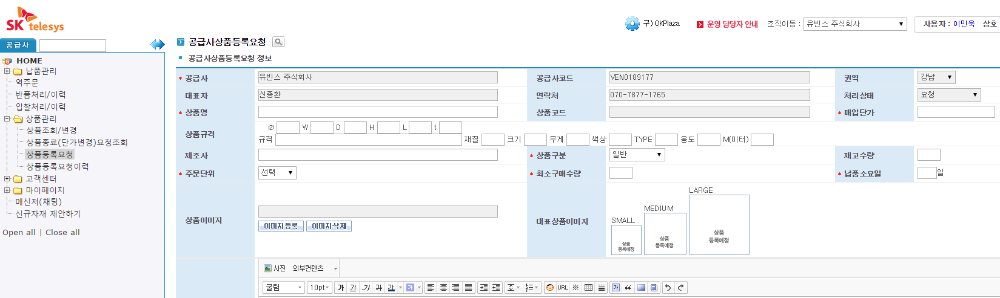 SK telesys
구) OKPlaza
운영 담당자 안내
조직이동 : 유빈스 주식회사
사용자 : 이민욱 상호
공급사
HOME
납품관리
역주문
반품처리/이력
입찰처리/이력
상품관리
상품조회/변경
상품종료(단가변경)요청조회
상품등록요청
상품등록요청이력
고객센터
마이페이지
메신저(채팅)
신규자재 제안하기
Open all | Close all
공급사상품등록요청
공급사상품등록요청 정보
* 공급사 유빈스 주식회사 공급사코드 VEN0189177 권역 강남
대표자 신종환 연락처 070-7877-1765 처리상태 요청
* 상품명 상품코드 * 매입단가
상품규격 Ø W D H L t
규격 재질 크기 무게 색상 TYPE 용도 M(미터)
제조사 * 상품구분 일반 재고수량
* 주문단위 선택 * 최소구매수량 * 납품소요일 일
상품이미지 이미지등록 이미지삭제
대표상품이미지
SMALL
상품
등록예정
MEDIUM
상품
등록예정
LARGE
상품
등록예정
사진 외부컨텐츠
굴림 10pt 가 가 가 가 가 가 URL ※ 가 “